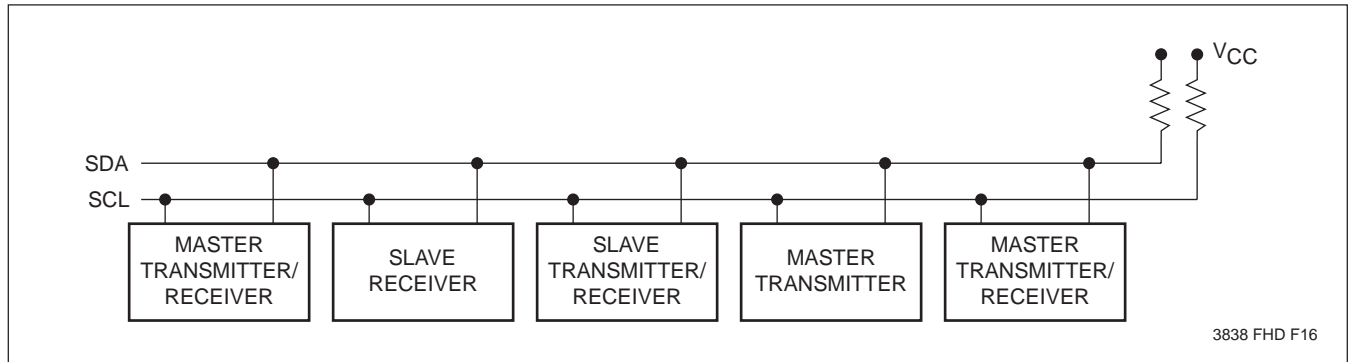 VCC
SDA
SCL
MASTER
TRANSMITTER/
RECEIVER
SLAVE
RECEIVER
SLAVE
TRANSMITTER/
RECEIVER
MASTER
TRANSMITTER
MASTER
TRANSMITTER/
RECEIVER
3838 FHD F16